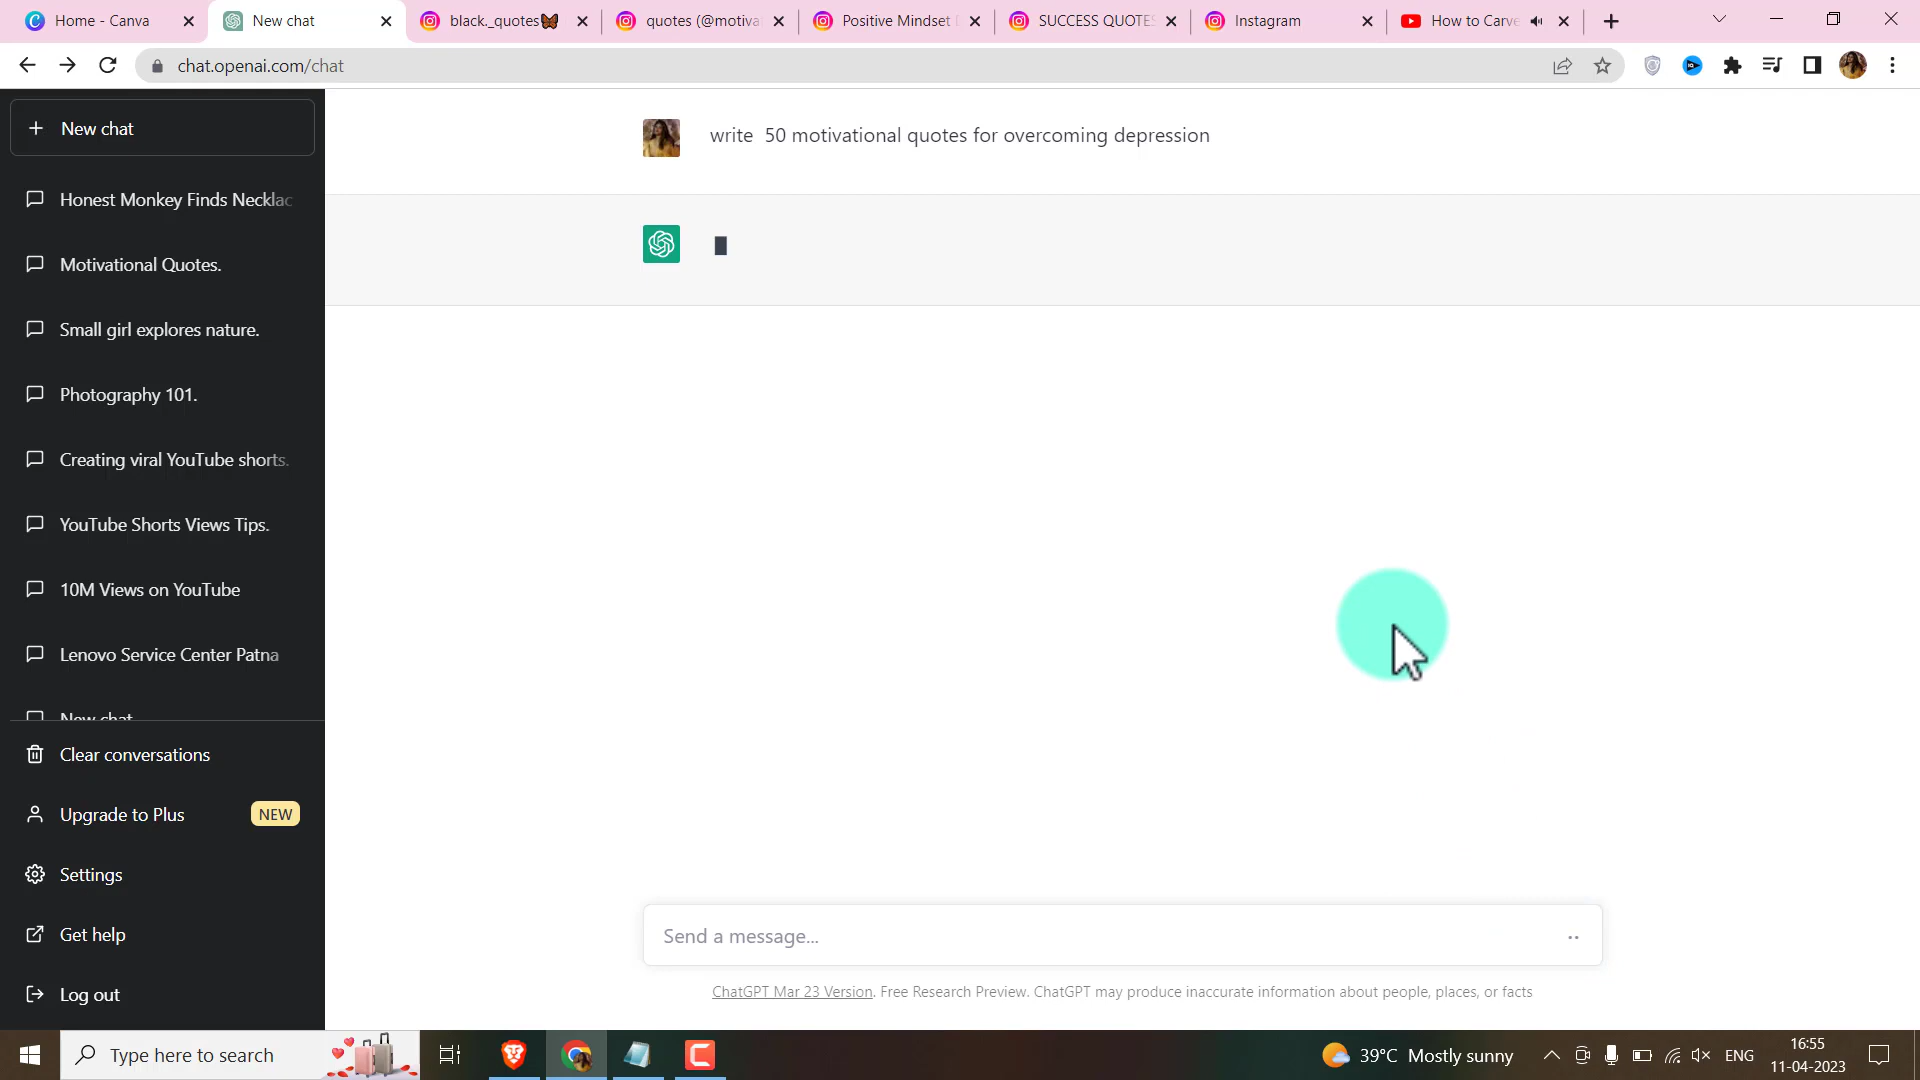 Home - Canva
New chat
black._quotes🦋
quotes (@motiva
Positive Mindset
SUCCESS QUOTES
Instagram
How to Carve
chat.openai.com/chat
New chat
Honest Monkey Finds Necklac
Motivational Quotes.
Small girl explores nature.
Photography 101.
Creating viral YouTube shorts.
YouTube Shorts Views Tips.
10M Views on YouTube
Lenovo Service Center Patna
New chat
Clear conversations
Upgrade to Plus
NEW
Settings
Get help
Log out
write 50 motivational quotes for overcoming depression
Send a message...
ChatGPT Mar 23 Version. Free Research Preview. ChatGPT may produce inaccurate information about people, places, or facts
Type here to search
39°C Mostly sunny
ENG
16:55
11-04-2023